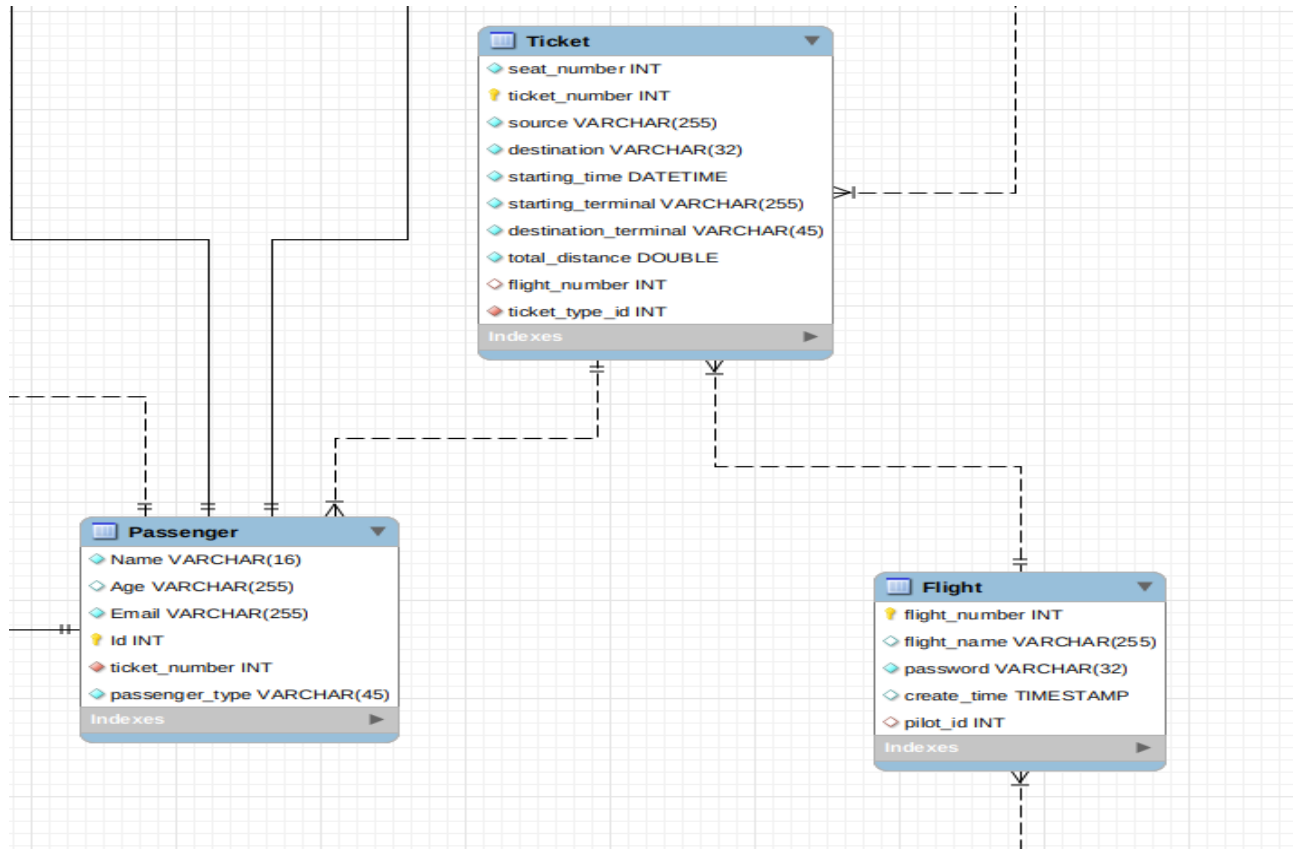 Ticket
seat_number INT
ticket_number INT
source VARCHAR(255)
destination VARCHAR(32)
starting_time DATETIME
starting_terminal VARCHAR(255)
destination_terminal VARCHAR(45)
total_distance DOUBLE
flight_number INT
ticket_type_id INT
Indexes
Passenger
Name VARCHAR(16)
Age VARCHAR(255)
Email VARCHAR(255)
Id INT
ticket_number INT
passenger_type VARCHAR(45)
Indexes
Flight
flight_number INT
flight_name VARCHAR(255)
password VARCHAR(32)
create_time TIMESTAMP
pilot_id INT
Indexes